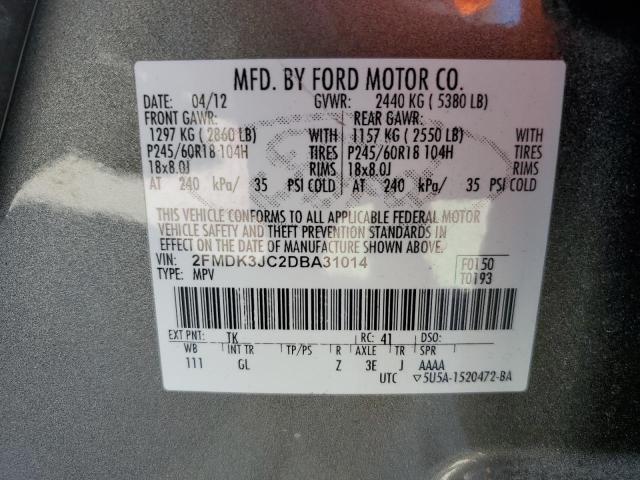 MFD. BY FORD MOTOR CO.
DATE: 04/12 GVWR: 2440 KG ( 5380 LB)
FRONT GAWR: REAR GAWR:
1297 KG ( 2860 LB) WITH 1157 KG ( 2550 LB) WITH
P245/60R18 104H TIRES P245/60R18 104H TIRES
18x8.0J RIMS 18x8.0J RIMS
AT 240 kPa/ 35 PSI COLD AT 240 kPa/ 35 PSI COLD
THIS VEHICLE CONFORMS TO ALL APPLICABLE FEDERAL MOTOR
VEHICLE SAFETY AND THEFT PREVENTION STANDARDS IN
EFFECT ON THE DATE OF MANUFACTURE SHOWN ABOVE.
VIN: 2FMDK3JC2DBA31014 F0150
TYPE: MPV T0193
EXT PNT: TK RC: 41 DSO:
WB INT TR TP/PS R AXLE TR SPR
111 GL Z 3E J AAAA
UTC ▽5U5A-1520472-BA